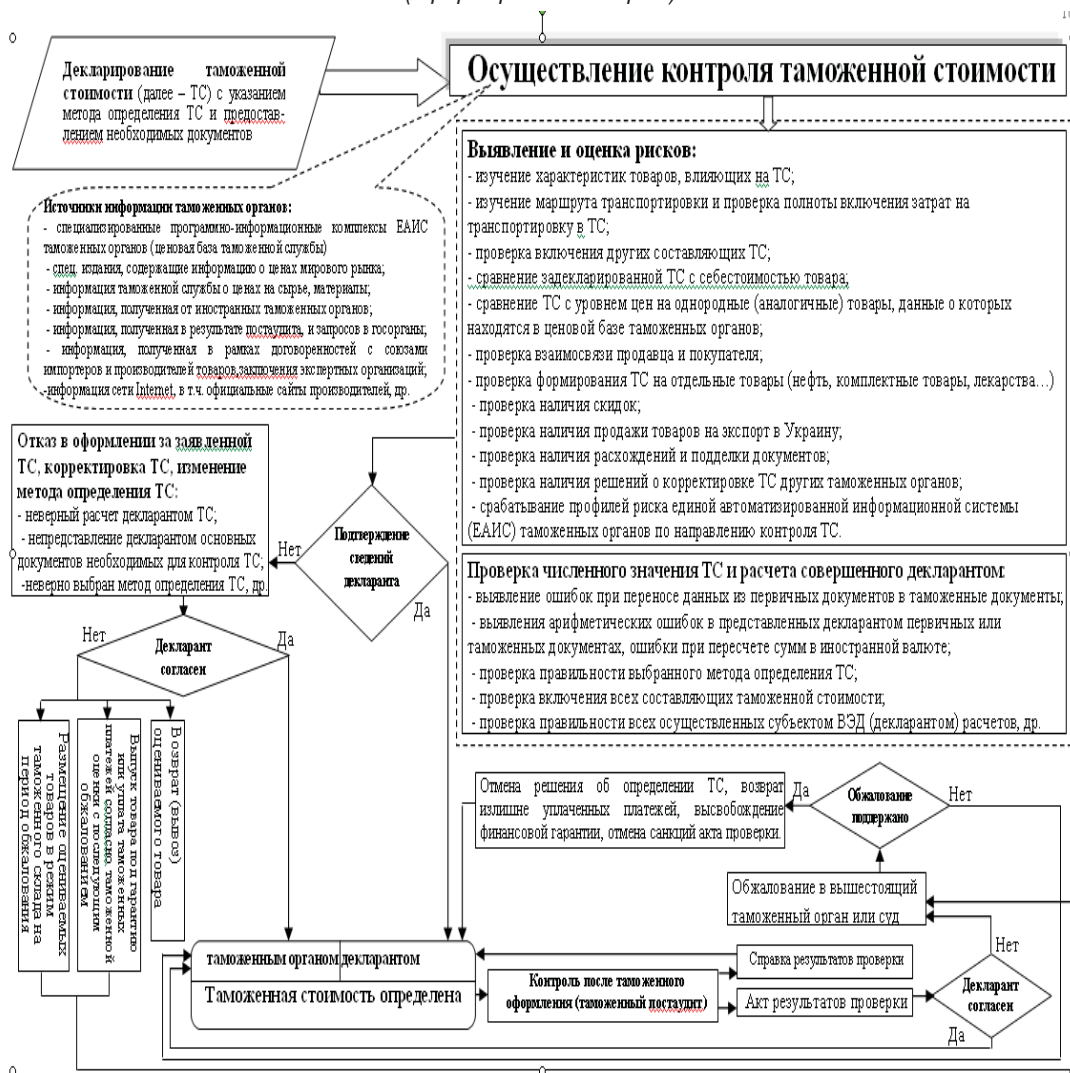 Декларирование таможенной
стоимости (далее – ТС) с указанием
метода определения ТС и предостав-
лением необходимых документов
Осуществление контроля таможенной стоимости
Источники информации таможенных органов:
- специализированные программно-информационные комплексы ЕАИС
таможенных органов (ценовая база таможенной службы)
- спец. издания, содержащие информацию о ценах мирового рынка;
- информация таможенной службы о ценах на сырье, материалы;
- информация, полученная от иностранных таможенных органов;
- информация, полученная в результате постаудита, и запросов в госорганы;
- информация, полученная в рамках договоренностей с союзами
импортеров и производителей товаров,заключения экспертных организаций;
-информация сети Internet, в т.ч. официальные сайты производителей, др.
Выявление и оценка рисков:
- изучение характеристик товаров, влияющих на ТС;
- изучение маршрута транспортировки и проверка полноты включения затрат на
транспортировку в ТС;
- проверка включения других составляющих ТС;
- сравнение задекларированной ТС с себестоимостью товара;
- сравнение ТС с уровнем цен на однородные (аналогичные) товары, данные о которых
находятся в ценовой базе таможенных органов;
- проверка взаимосвязи продавца и покупателя;
- проверка формирования ТС на отдельные товары (нефть, комплектные товары, лекарства…)
- проверка наличия скидок;
- проверка наличия продажи товаров на экспорт в Украину;
- проверка наличия расхождений и подделки документов;
- проверка наличия решений о корректировке ТС других таможенных органов;
- срабатывание профилей риска единой автоматизированной информационной системы
(ЕАИС) таможенных органов по направлению контроля ТС.
Проверка численного значения ТС и расчета совершенного декларантом:
- выявление ошибок при переносе данных из первичных документов в таможенные документы;
- выявления арифметических ошибок в представленных декларантом первичных или
таможенных документах, ошибки при пересчете сумм в иностранной валюте;
- проверка правильности выбранного метода определения ТС;
- проверка включения всех составляющих таможенной стоимости;
- проверка правильности всех осуществленных субъектом ВЭД (декларантом) расчетов, др.
Отказ в оформлении за заявленной
ТС, корректировка ТС, изменение
метода определения ТС:
- неверный расчет декларантом ТС;
- непредставление декларантом основных
документов необходимых для контроля ТС;
-неверно выбран метод определения ТС, др.
Нет
Подтверждение
сведений
декларанта
Да
Нет
Декларант
согласен
Да
Размещение оцениваемых
товаров в режим
таможенного склада на
период обжалования
Выпуск товара под гарантию
или уплата таможенных
платежей согласно таможенной
оценки с последующим
обжалованием
Возврат (вывоз)
оцениваемого товара
Отмена решения об определении ТС, возврат
излишне уплаченных платежей, высвобождение
финансовой гарантии, отмена санкций акта проверки.
Да
Обжалование
поддержано
Нет
Обжалование в вышестоящий
таможенный орган или суд
Нет
таможенным органом
декларантом
Таможенная стоимость определена
Контроль после таможенного
оформления (таможенный постаудит)
Справка результатов проверки
Акт результатов проверки
Декларант
согласен
Да